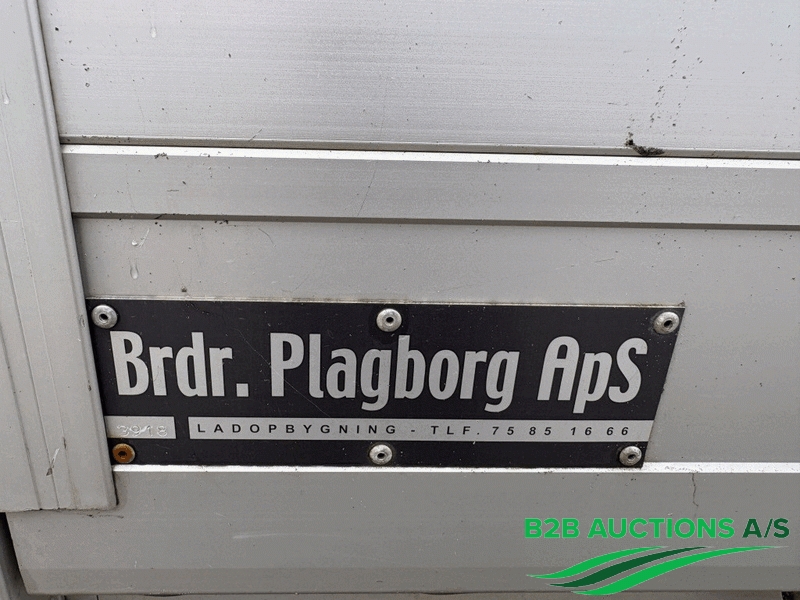 Brdr. Plagborg ApS
LADOPBYGNING - TLF. 75 85 16 66
B2B AUCTIONS A/S